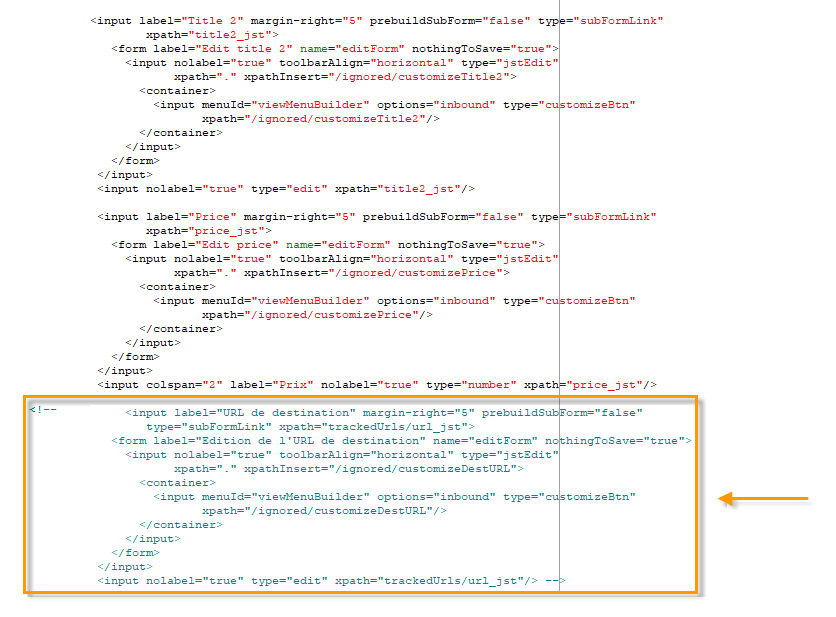 <input label="Title 2" margin-right="5" prebuildSubForm="false" type="subFormLink"
xpath="title2_jst">
<form label="Edit title 2" name="editForm" nothingToSave="true">
<input nolabel="true" toolbarAlign="horizontal" type="jstEdit"
xpath="." xpathInsert="/ignored/customizeTitle2">
<container>
<input menuId="viewMenuBuilder" options="inbound" type="customizeBtn"
xpath="/ignored/customizeTitle2"/>
</container>
</input>
</form>
</input>
<input nolabel="true" type="edit" xpath="title2_jst"/>
<input label="Price" margin-right="5" prebuildSubForm="false" type="subFormLink"
xpath="price_jst">
<form label="Edit price" name="editForm" nothingToSave="true">
<input nolabel="true" toolbarAlign="horizontal" type="jstEdit"
xpath="." xpathInsert="/ignored/customizePrice">
<container>
<input menuId="viewMenuBuilder" options="inbound" type="customizeBtn"
xpath="/ignored/customizePrice"/>
</container>
</input>
</form>
</input>
<input colspan="2" label="Prix" nolabel="true" type="number" xpath="price_jst"/>
<!-- <input label="URL de destination" margin-right="5" prebuildSubForm="false"
type="subFormLink" xpath="trackedUrls/url_jst">
<form label="Edition de l'URL de destination" name="editForm" nothingToSave="true">
<input nolabel="true" toolbarAlign="horizontal" type="jstEdit"
xpath="." xpathInsert="/ignored/customizeDestURL">
<container>
<input menuId="viewMenuBuilder" options="inbound" type="customizeBtn"
xpath="/ignored/customizeDestURL"/>
</container>
</input>
</form>
</input>
<input nolabel="true" type="edit" xpath="trackedUrls/url_jst"/> -->